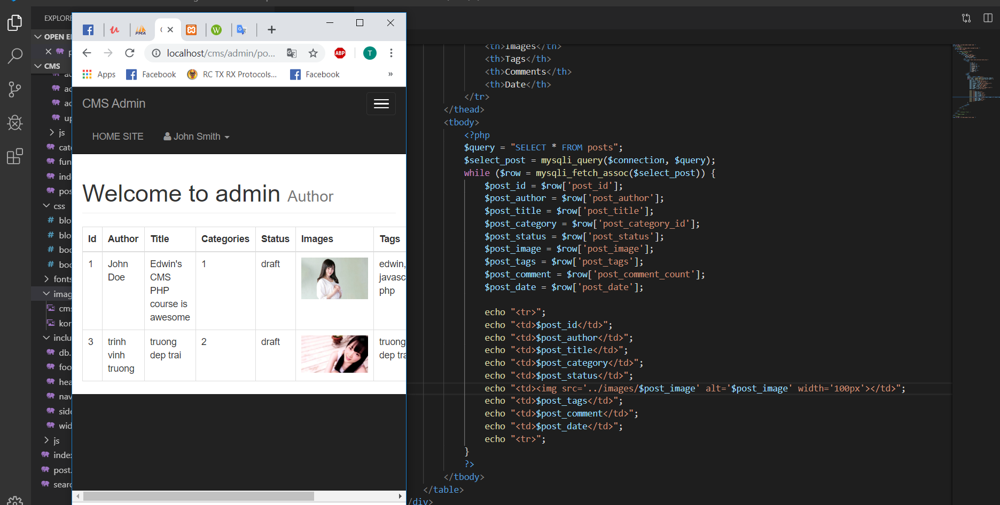 EXPLORE
OPEN E
CMS
js
css
fonts
imag
cms
kor
inclu
db.
foo
hea
nav
side
wid
js
index
post.
searc
ac
ac
up
cate
fun
inde
pos
blo
blo
boo
boo
PMA
localhost/cms/admin/po...
ABP
T
Apps
Facebook
RC TX RX Protocols...
Facebook
»
CMS Admin
HOME SITE
John Smith
Welcome to admin Author
Id Author Title Categories Status Images Tags
1 John Doe Edwin's CMS PHP course is awesome 1 draft edwin, javasc php
3 trinh vinh truong truong dep trai 2 draft truong dep tra
<th>Images</th>
<th>Tags</th>
<th>Comments</th>
<th>Date</th>
</tr>
</thead>
<tbody>
<?php
$query = "SELECT * FROM posts";
$select_post = mysqli_query($connection, $query);
while ($row = mysqli_fetch_assoc($select_post)) {
$post_id = $row['post_id'];
$post_author = $row['post_author'];
$post_title = $row['post_title'];
$post_category = $row['post_category_id'];
$post_status = $row['post_status'];
$post_image = $row['post_image'];
$post_tags = $row['post_tags'];
$post_comment = $row['post_comment_count'];
$post_date = $row['post_date'];
echo "<tr>";
echo "<td>$post_id</td>";
echo "<td>$post_author</td>";
echo "<td>$post_title</td>";
echo "<td>$post_category</td>";
echo "<td>$post_status</td>";
echo "<td><img src='../images/$post_image' alt='$post_image' width='100px'></td>";
echo "<td>$post_tags</td>";
echo "<td>$post_comment</td>";
echo "<td>$post_date</td>";
echo "<tr>";
}
?>
</tbody>
</table>
/div>